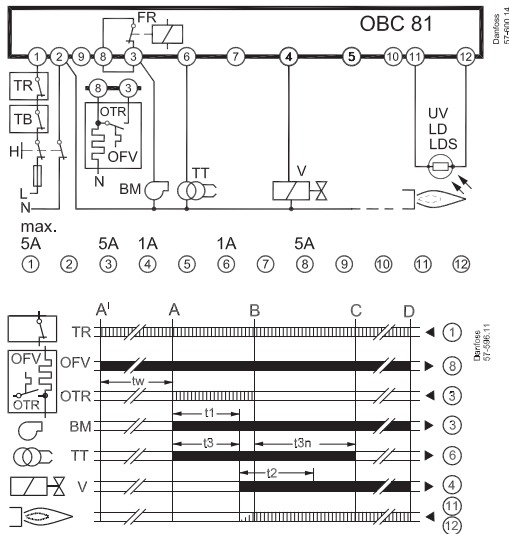 FR
OBC 81
Danfoss
57-600.14
1 2 9 8 3 6 7 4 5 10 11 12
TR
TB
H
L
N
8 3
OTR
OFV
N
BM
TT
V
UV
LD
LDS
max.
5A 5A 1A 1A 5A
1 2 3 4 5 6 7 8 9 10 11 12
A' A B C D
TR 1
Danfoss
57-596.11
OFV OFV 8
tw
OTR OTR 3
t1
BM 3
t3 t3n
TT 6
t2
V 4
11
12